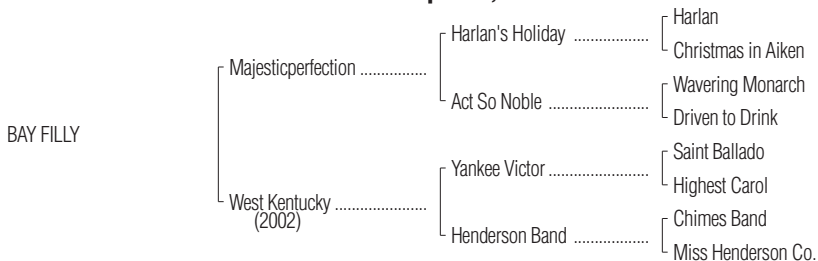 Harlan
Harlan's Holiday ..................
Christmas in Aiken
Majesticperfection ................
Wavering Monarch
Act So Noble ........................
Driven to Drink
BAY FILLY
Saint Ballado
Yankee Victor ........................
Highest Carol
West Kentucky ......................
(2002)
Chimes Band
Henderson Band ..................
Miss Henderson Co.